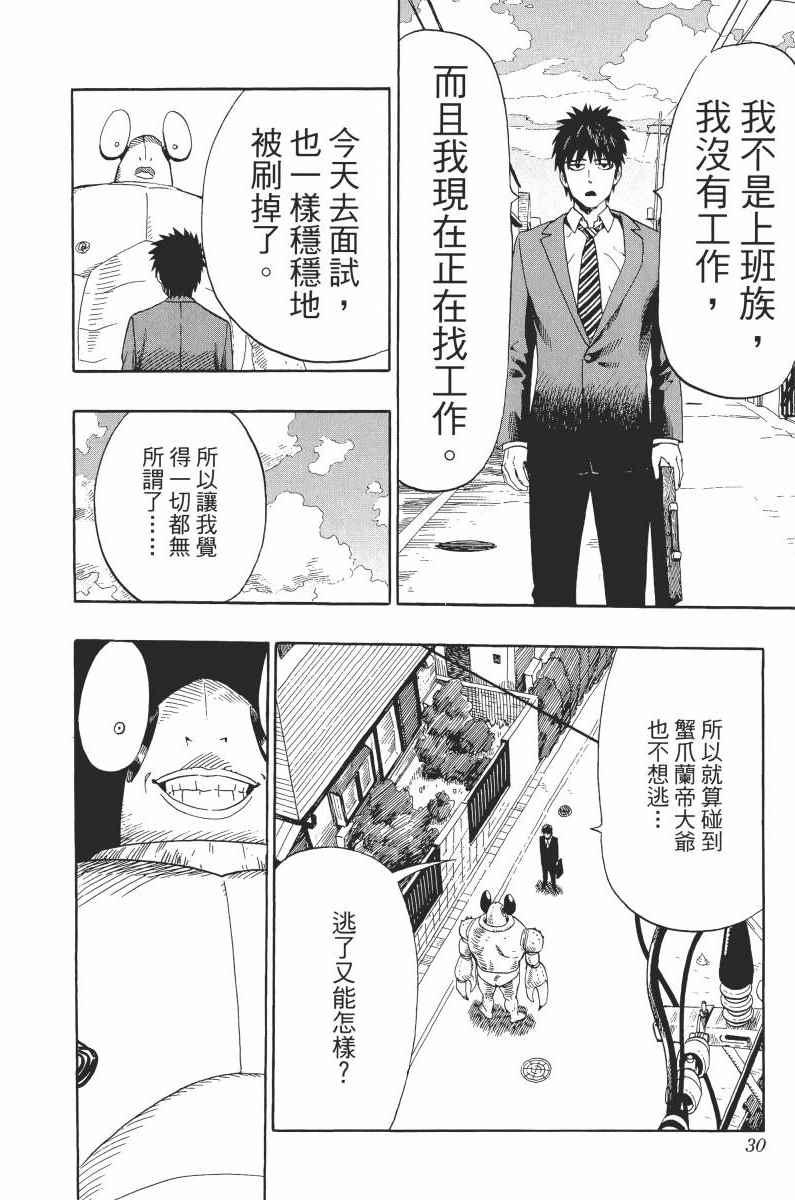 我不是上班族，
我沒有工作，
而且我現在正在找工作。
今天去面試，
也一樣穩穩地
被刷掉了。
所以讓我覺
得一切都無
所謂了……
所以就算碰到
蟹爪蘭帝大爺
也不想逃…
逃了又能怎樣？
30